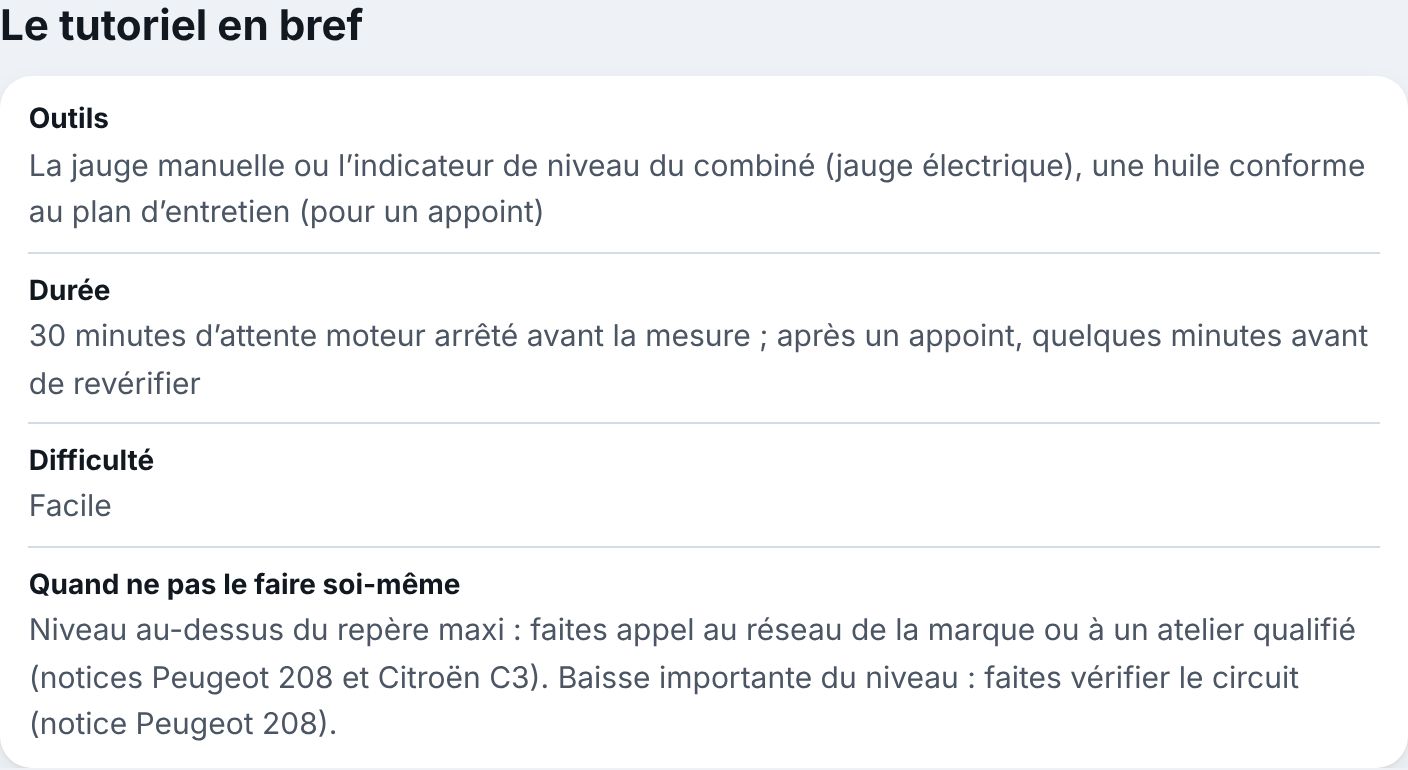 Le tutoriel en bref
Outils
La jauge manuelle ou l’indicateur de niveau du combiné (jauge électrique), une huile conforme
au plan d’entretien (pour un appoint)
Durée
30 minutes d’attente moteur arrêté avant la mesure ; après un appoint, quelques minutes avant
de revérifier
Difficulté
Facile
Quand ne pas le faire soi-même
Niveau au-dessus du repère maxi : faites appel au réseau de la marque ou à un atelier qualifié
(notices Peugeot 208 et Citroën C3). Baisse importante du niveau : faites vérifier le circuit
(notice Peugeot 208).